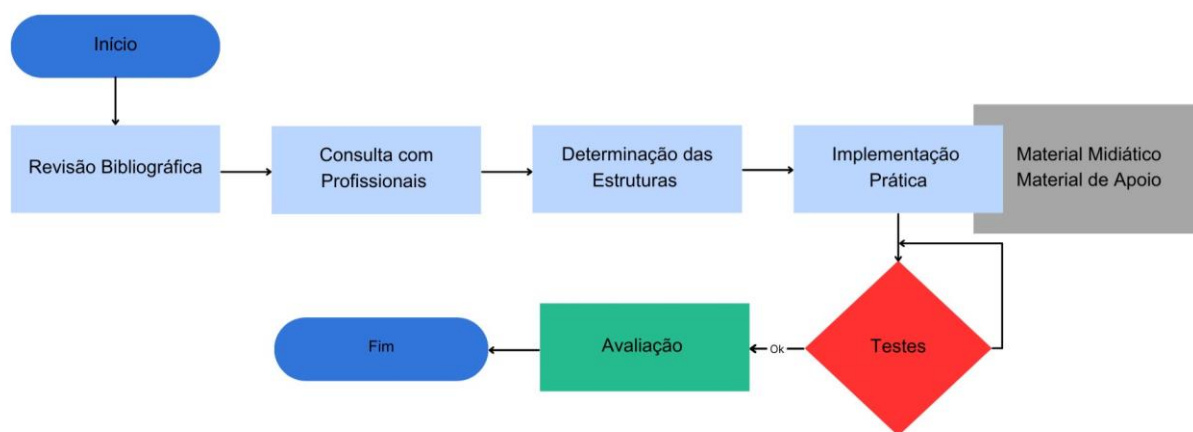 Início
Revisão Bibliográfica
Consulta com
Profissionais
Determinação das
Estruturas
Implementação
Prática
Material Midiático
Material de Apoio
Testes
Ok
Avaliação
Fim